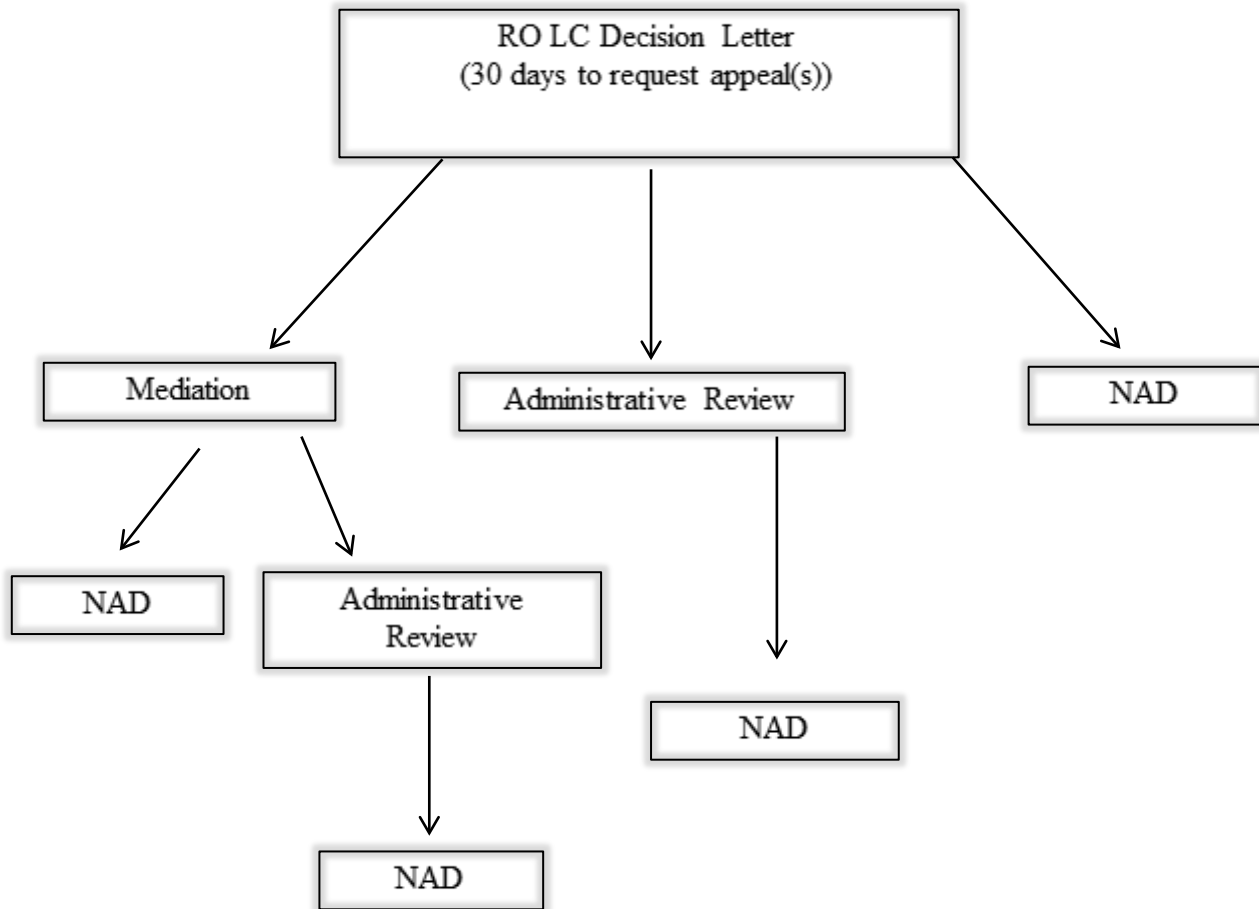 RO LC Decision Letter
(30 days to request appeal(s))
Mediation
Administrative Review
NAD
NAD
Administrative
Review
NAD
NAD